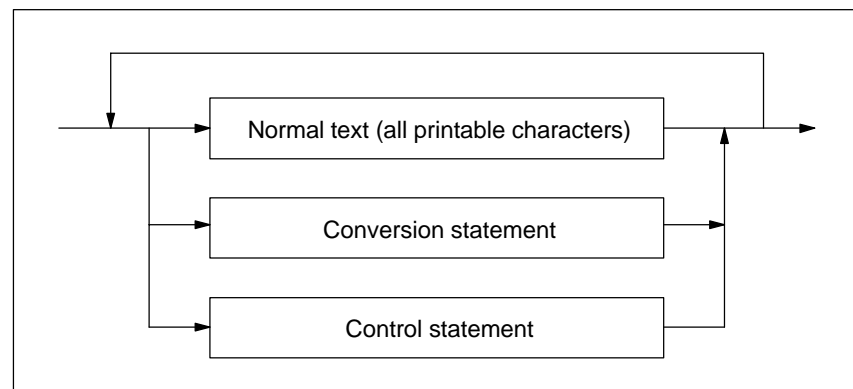 Normal text (all printable characters)
Conversion statement
Control statement